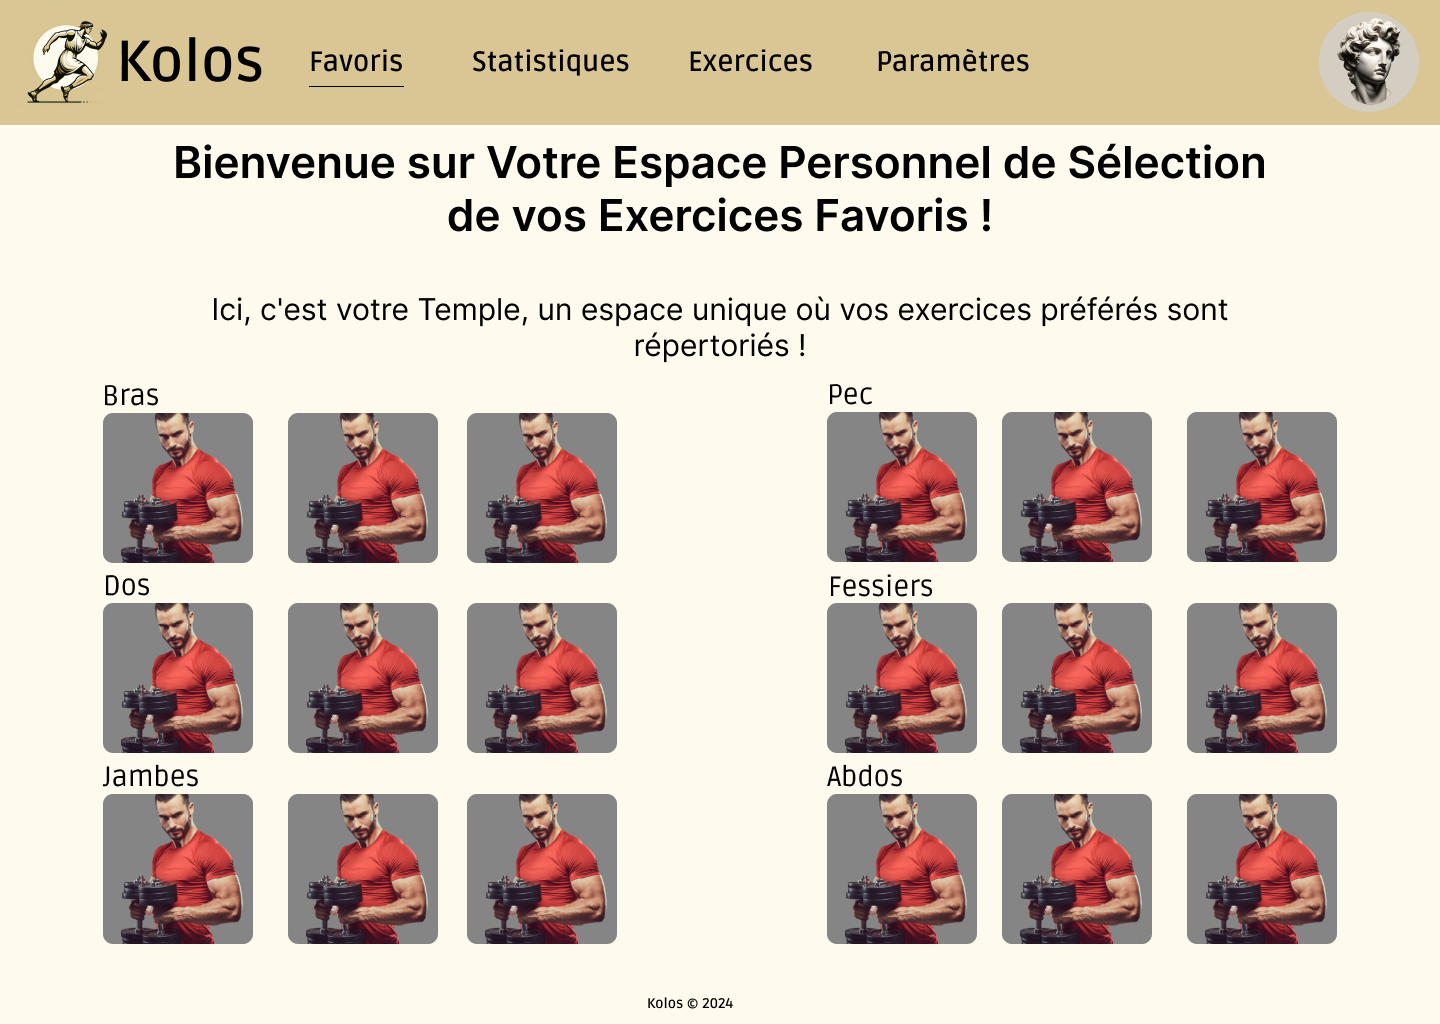 Kolos
Favoris
Statistiques
Exercices
Paramètres
Bienvenue sur Votre Espace Personnel de Sélection
de vos Exercices Favoris !
Ici, c'est votre Temple, un espace unique où vos exercices préférés sont
répertoriés !
Bras
Pec
Dos
Fessiers
Jambes
Abdos
Kolos © 2024